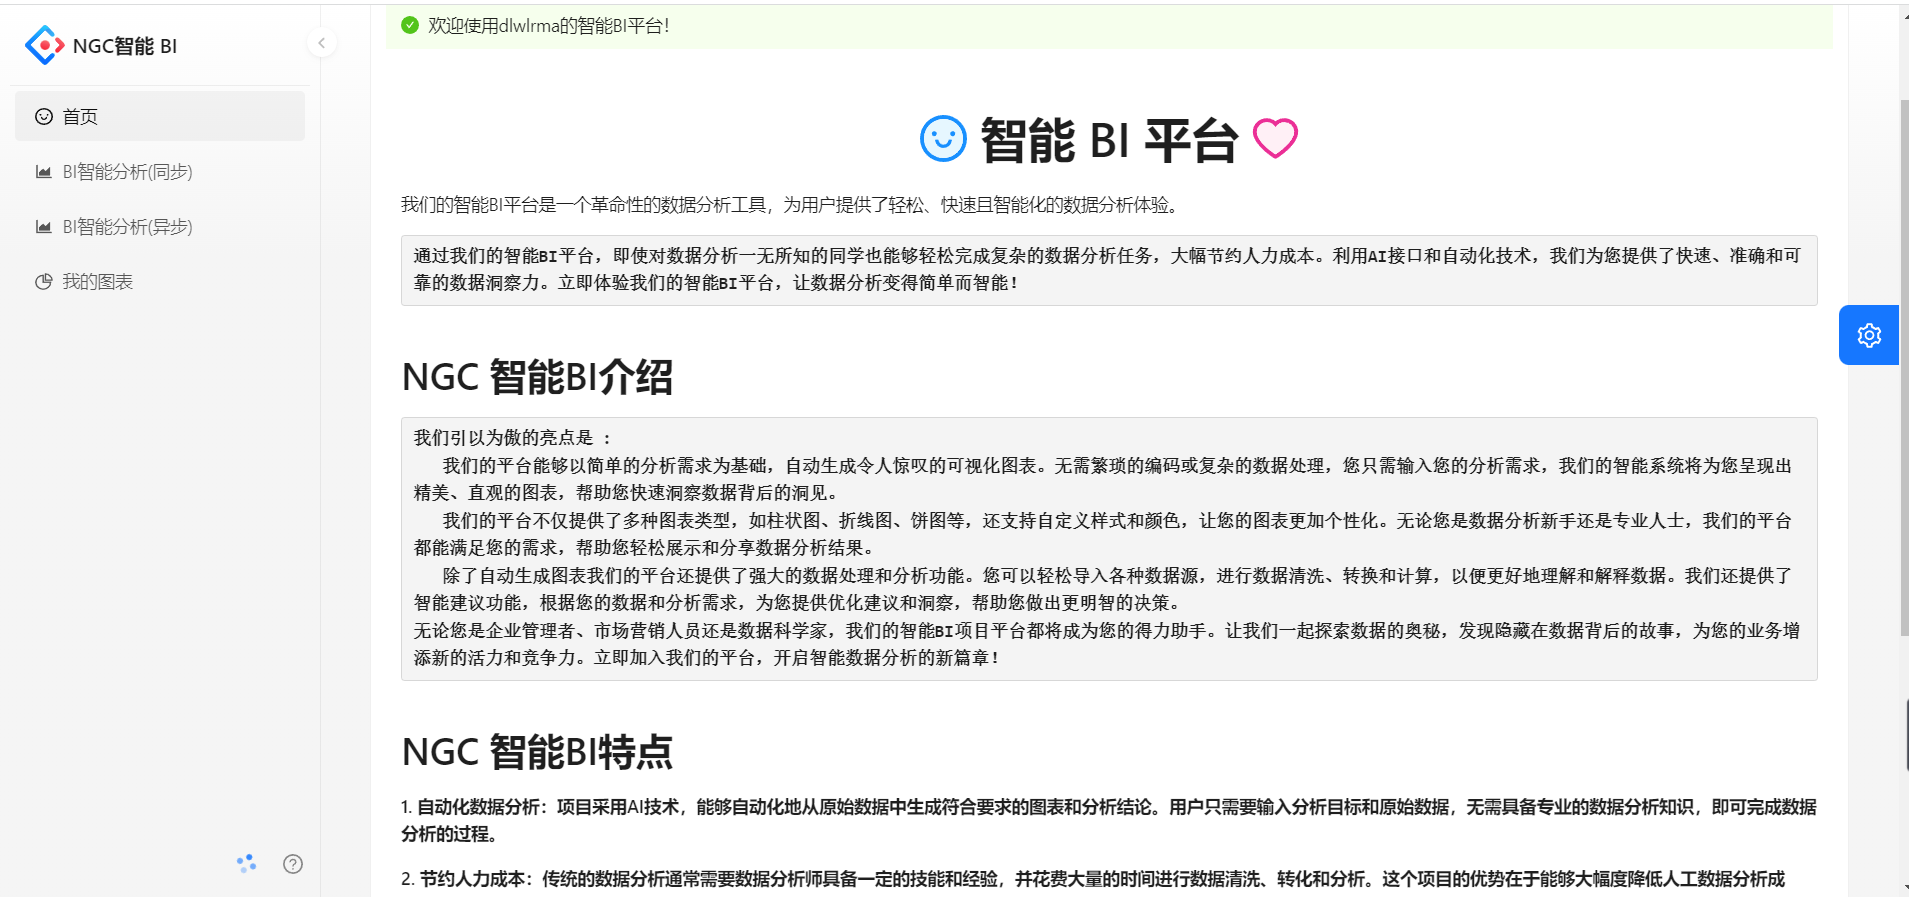 NGC智能 BI
首页
BI智能分析(同步)
BI智能分析(异步)
我的图表
欢迎使用dlwlrma的智能BI平台！
智能 BI 平台
我们的智能BI平台是一个革命性的数据分析工具，为用户提供了轻松、快速且智能化的数据分析体验。
通过我们的智能BI平台，即使对数据分析一无所知的同学也能够轻松完成复杂的数据分析任务，大幅节约人力成本。利用AI接口和自动化技术，我们为您提供了快速、准确和可
靠的数据洞察力。立即体验我们的智能BI平台，让数据分析变得简单而智能！
NGC 智能BI介绍
我们引以为傲的亮点是 ：
我们的平台能够以简单的分析需求为基础，自动生成令人惊叹的可视化图表。无需繁琐的编码或复杂的数据处理，您只需输入您的分析需求，我们的智能系统将为您呈现出
精美、直观的图表，帮助您快速洞察数据背后的洞见。
我们的平台不仅提供了多种图表类型，如柱状图、折线图、饼图等，还支持自定义样式和颜色，让您的图表更加个性化。无论您是数据分析新手还是专业人士，我们的平台
都能满足您的需求，帮助您轻松展示和分享数据分析结果。
除了自动生成图表我们的平台还提供了强大的数据处理和分析功能。您可以轻松导入各种数据源，进行数据清洗、转换和计算，以便更好地理解和解释数据。我们还提供了
智能建议功能，根据您的数据和分析需求，为您提供优化建议和洞察，帮助您做出更明智的决策。
无论您是企业管理者、市场营销人员还是数据科学家，我们的智能BI项目平台都将成为您的得力助手。让我们一起探索数据的奥秘，发现隐藏在数据背后的故事，为您的业务增
添新的活力和竞争力。立即加入我们的平台，开启智能数据分析的新篇章！
NGC 智能BI特点
1. 自动化数据分析：项目采用AI技术，能够自动化地从原始数据中生成符合要求的图表和分析结论。用户只需要输入分析目标和原始数据，无需具备专业的数据分析知识，即可完成数据
分析的过程。
2. 节约人力成本：传统的数据分析通常需要数据分析师具备一定的技能和经验，并花费大量的时间进行数据清洗、转化和分析。这个项目的优势在于能够大幅度降低人工数据分析成